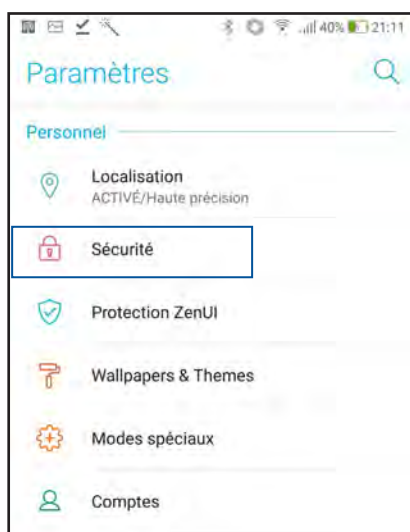 40% 21:11
Paramètres
Personnel
Localisation
ACTIVÉ/Haute précision
Sécurité
Protection ZenUI
Wallpapers & Themes
Modes spéciaux
Comptes